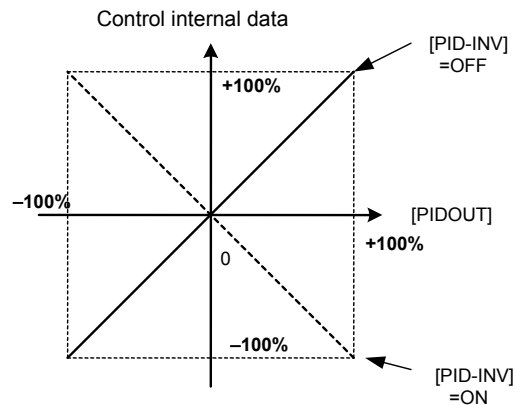 Control internal data
[PID-INV]
=OFF
+100%
–100%
[PIDOUT]
+100%
0
–100%
[PID-INV]
=ON